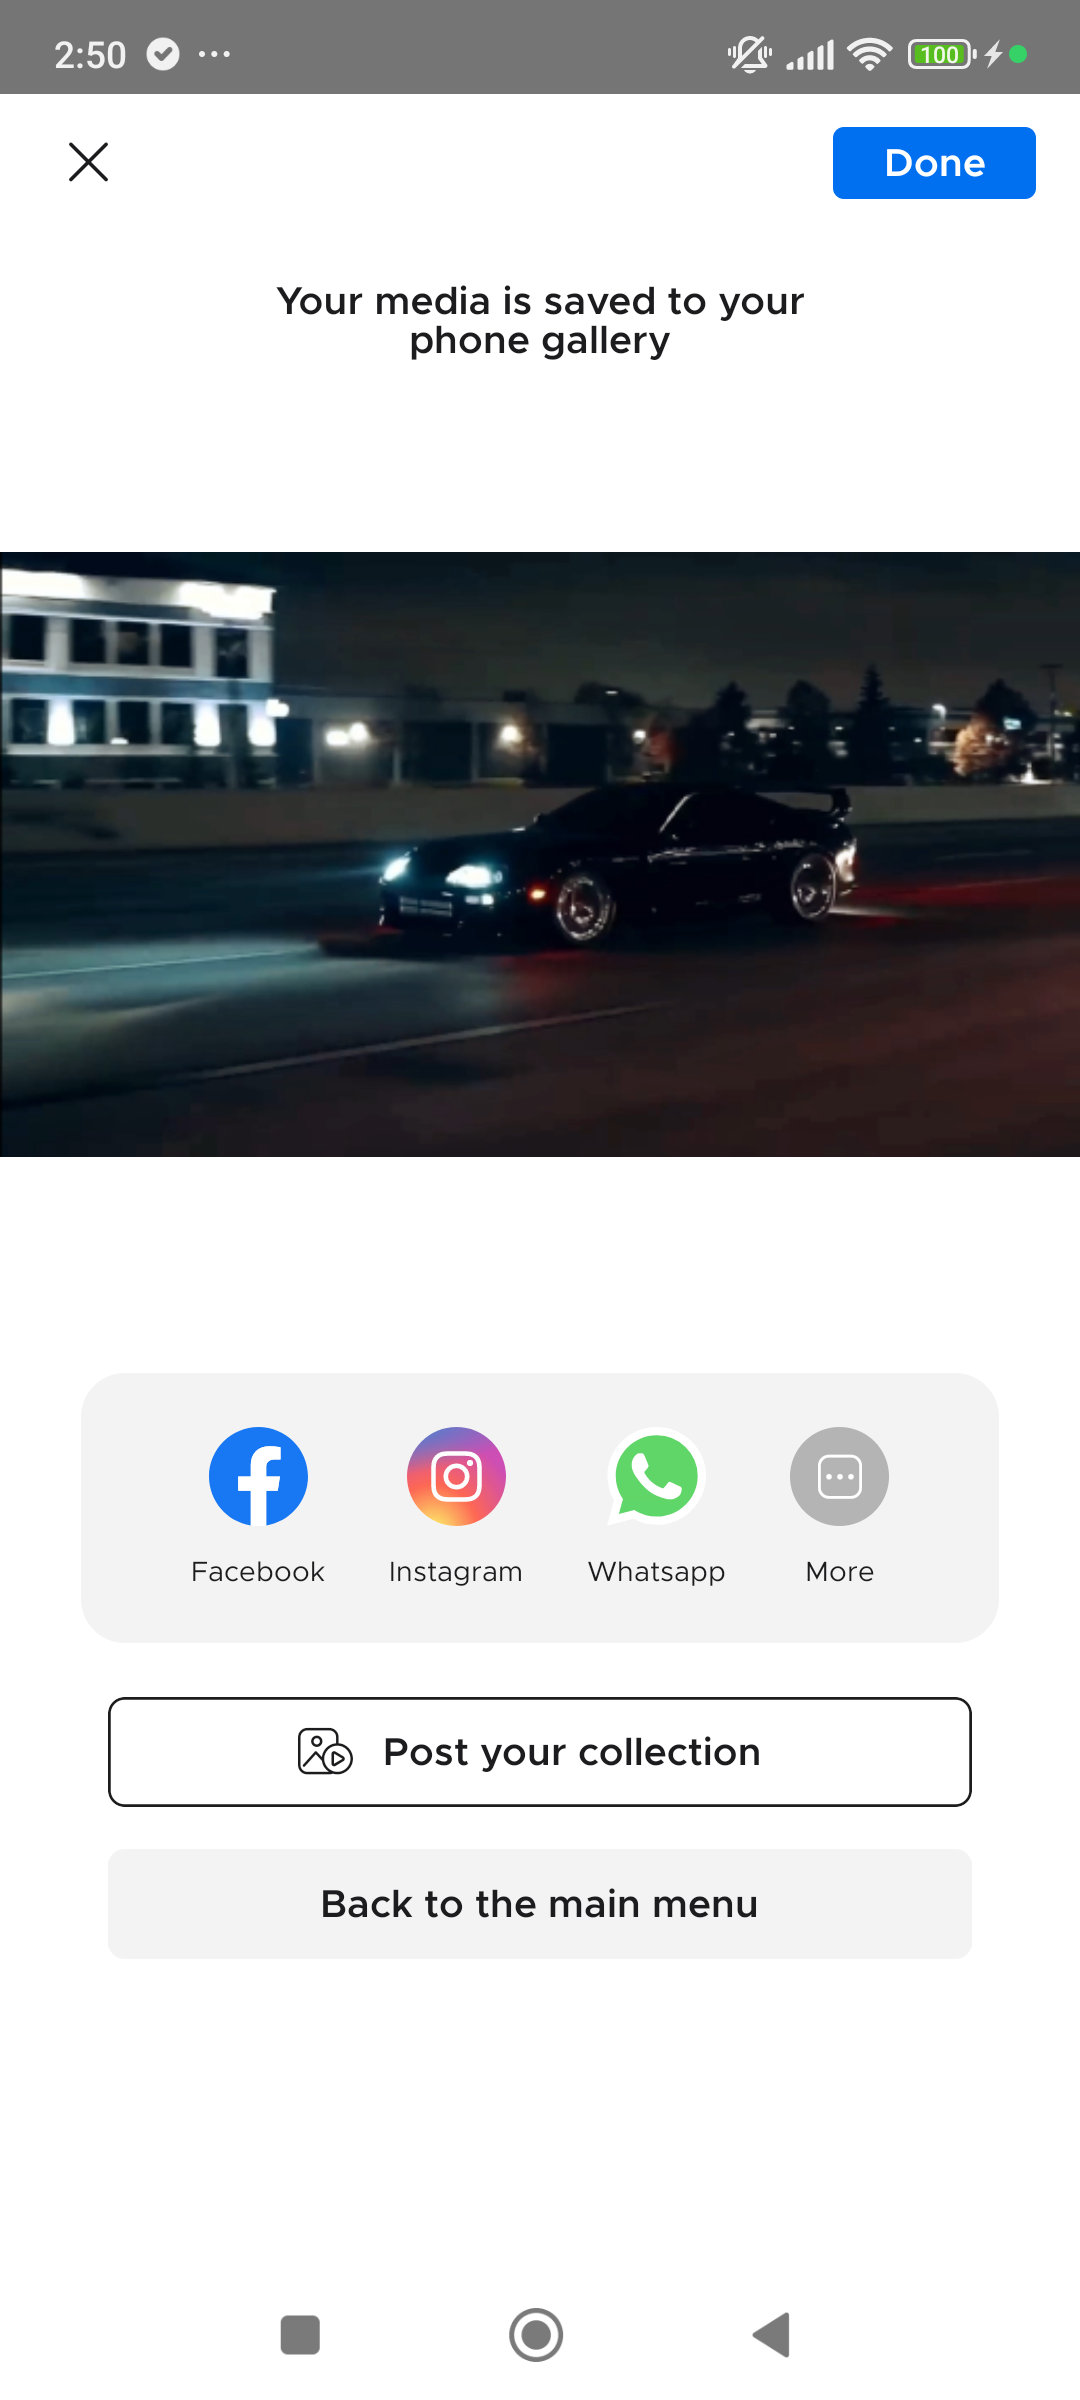 2:50
100
Done
Your media is saved to your
phone gallery
Facebook
Instagram
Whatsapp
More
Post your collection
Back to the main menu